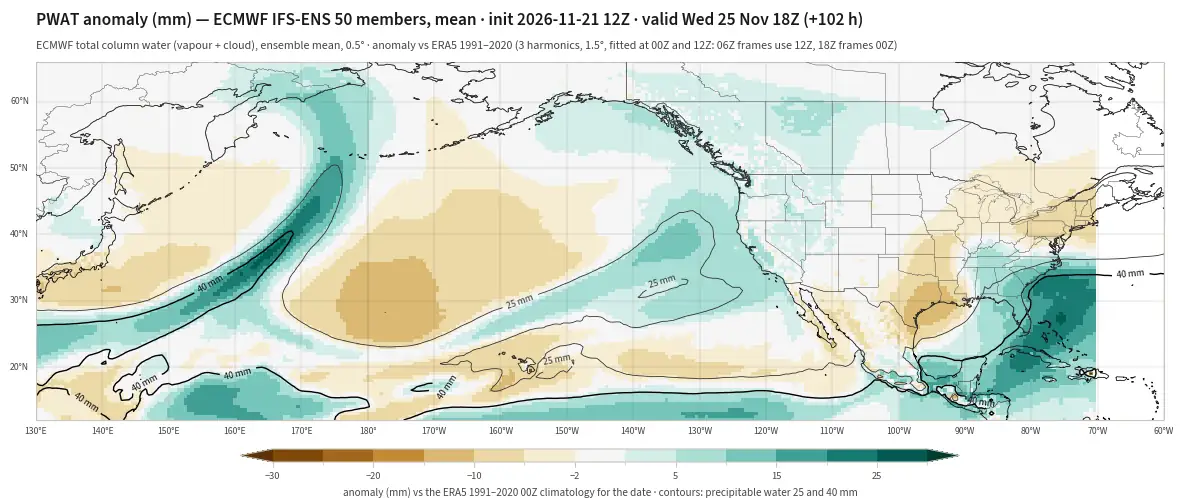 PWAT anomaly (mm) — ECMWF IFS-ENS 50 members, mean · init 2026-11-21 12Z · valid Wed 25 Nov 18Z (+102 h)
ECMWF total column water (vapour + cloud), ensemble mean, 0.5° · anomaly vs ERA5 1991–2020 (3 harmonics, 1.5°, fitted at 00Z and 12Z: 06Z frames use 12Z, 18Z frames 00Z)
60°N
50°N
40°N
30°N
20°N
40 mm
25 mm
25 mm
40 mm
25 mm
40 mm
40 mm
40 mm
40 mm
40 mm
130°E 140°E 150°E 160°E 170°E 180° 170°W 160°W 150°W 140°W 130°W 120°W 110°W 100°W 90°W 80°W 70°W 60°W
−30 −20 −10 −2 5 15 25
anomaly (mm) vs the ERA5 1991–2020 00Z climatology for the date · contours: precipitable water 25 and 40 mm